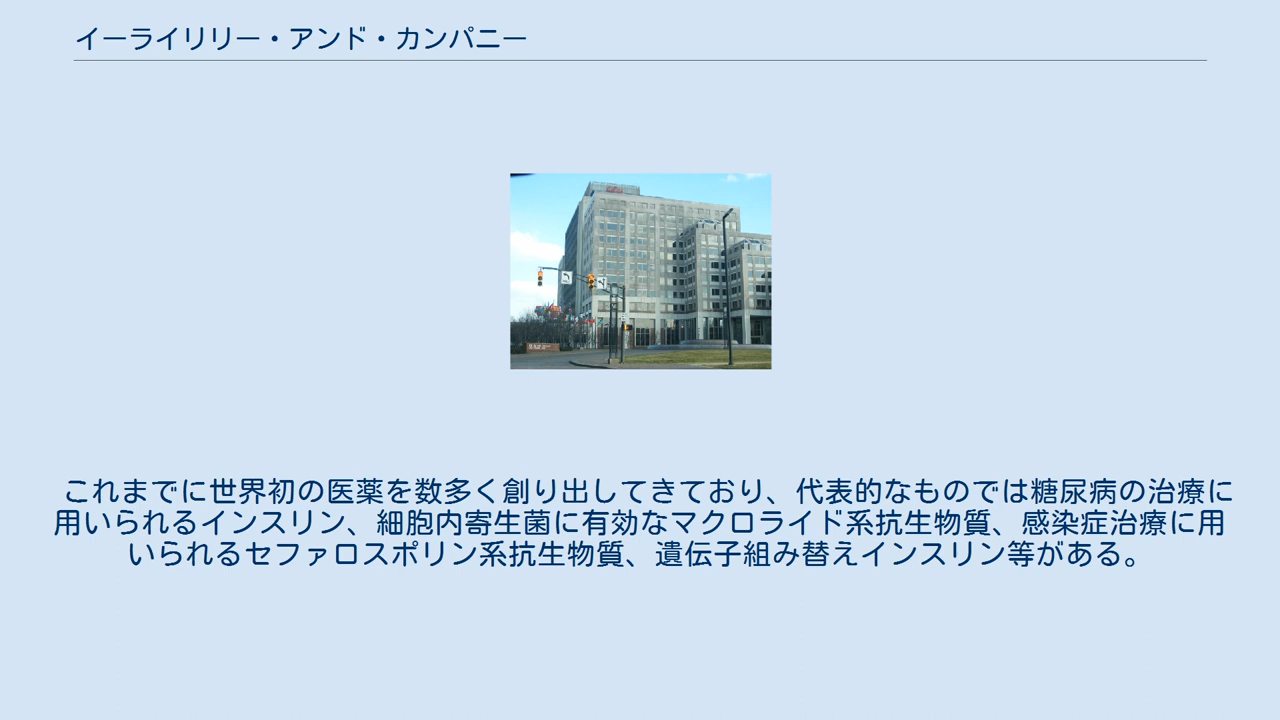 イーライリリー・アンド・カンパニー
これまでに世界初の医薬を数多く創り出してきており、代表的なものでは糖尿病の治療に
用いられるインスリン、細胞内寄生菌に有効なマクロライド系抗生物質、感染症治療に用
いられるセファロスポリン系抗生物質、遺伝子組み替えインスリン等がある。